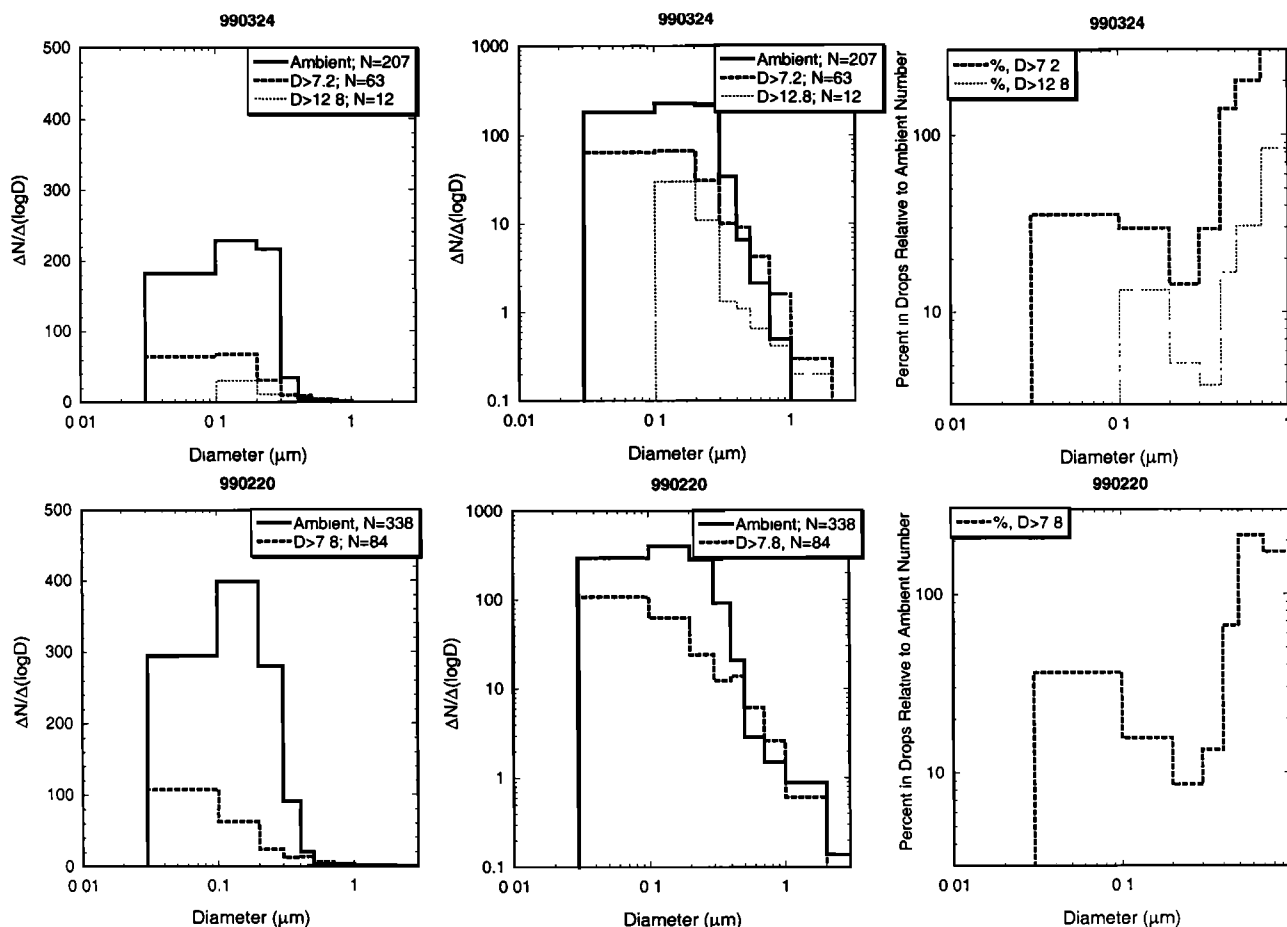 990324
500
400
300
200
100
0
ΔN/Δ(logD)
Ambient; N=207
D>7.2; N=63
D>12 8; N=12
0 01
0 1
1
Diameter (μm)
990324
1000
100
10
1
0.1
ΔN/Δ(logD)
Ambient; N=207
D>7.2; N=63
D>12.8; N=12
0 01
0 1
1
Diameter (μm)
990324
Percent in Drops Relative to Ambient Number
100
10
%, D>7 2
%, D>12 8
0 01
0 1
1
Diameter (μm)
990220
500
400
300
200
100
0
ΔN/Δ(logD)
Ambient, N=338
D>7 8; N=84
0 01
0.1
1
Diameter (μm)
990220
1000
100
10
1
0.1
ΔN/Δ(logD)
Ambient; N=338
D>7.8, N=84
0 01
0 1
1
Diameter (μm)
990220
Percent in Drops Relative to Ambient Number
100
10
%, D>7 8
0 01
0 1
1
Diameter (μm)